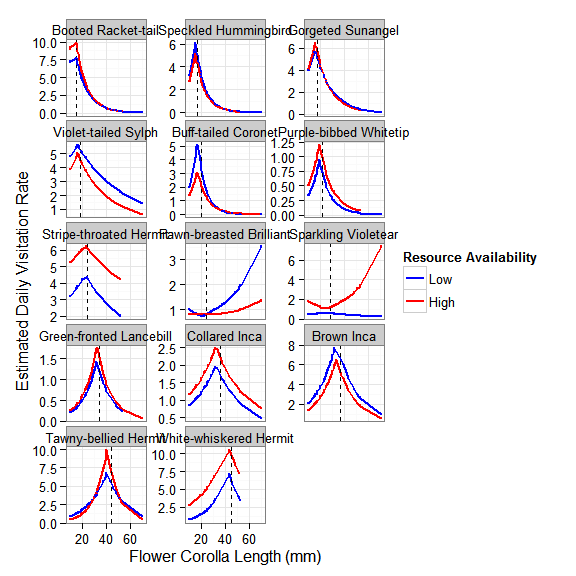 Booted Racket-tail Speckled Hummingbird Gorgeted Sunangel
10.0 7.5 5.0 2.5 0.0
6 4 2 0
6 4 2 0
Violet-tailed Sylph Buff-tailed Coronet Purple-bibbed Whitetip
5 4 3 2 1
5 4 3 2 1 0
1.25 1.00 0.75 0.50 0.25 0.00
Stripe-throated Hermit Fawn-breasted Brilliant Sparkling Violetear
6 5 4 3 2
3 2 1
6 4 2 0
Green-fronted Lancebill Collared Inca Brown Inca
1.5 1.0 0.5 0.0
2.5 2.0 1.5 1.0 0.5
8 6 4 2
Tawny-bellied Hermit White-whiskered Hermit
10.0 7.5 5.0 2.5 0.0
10.0 7.5 5.0 2.5
20 40 60 20 40 60
Flower Corolla Length (mm)
Estimated Daily Visitation Rate
Resource Availability
Low
High